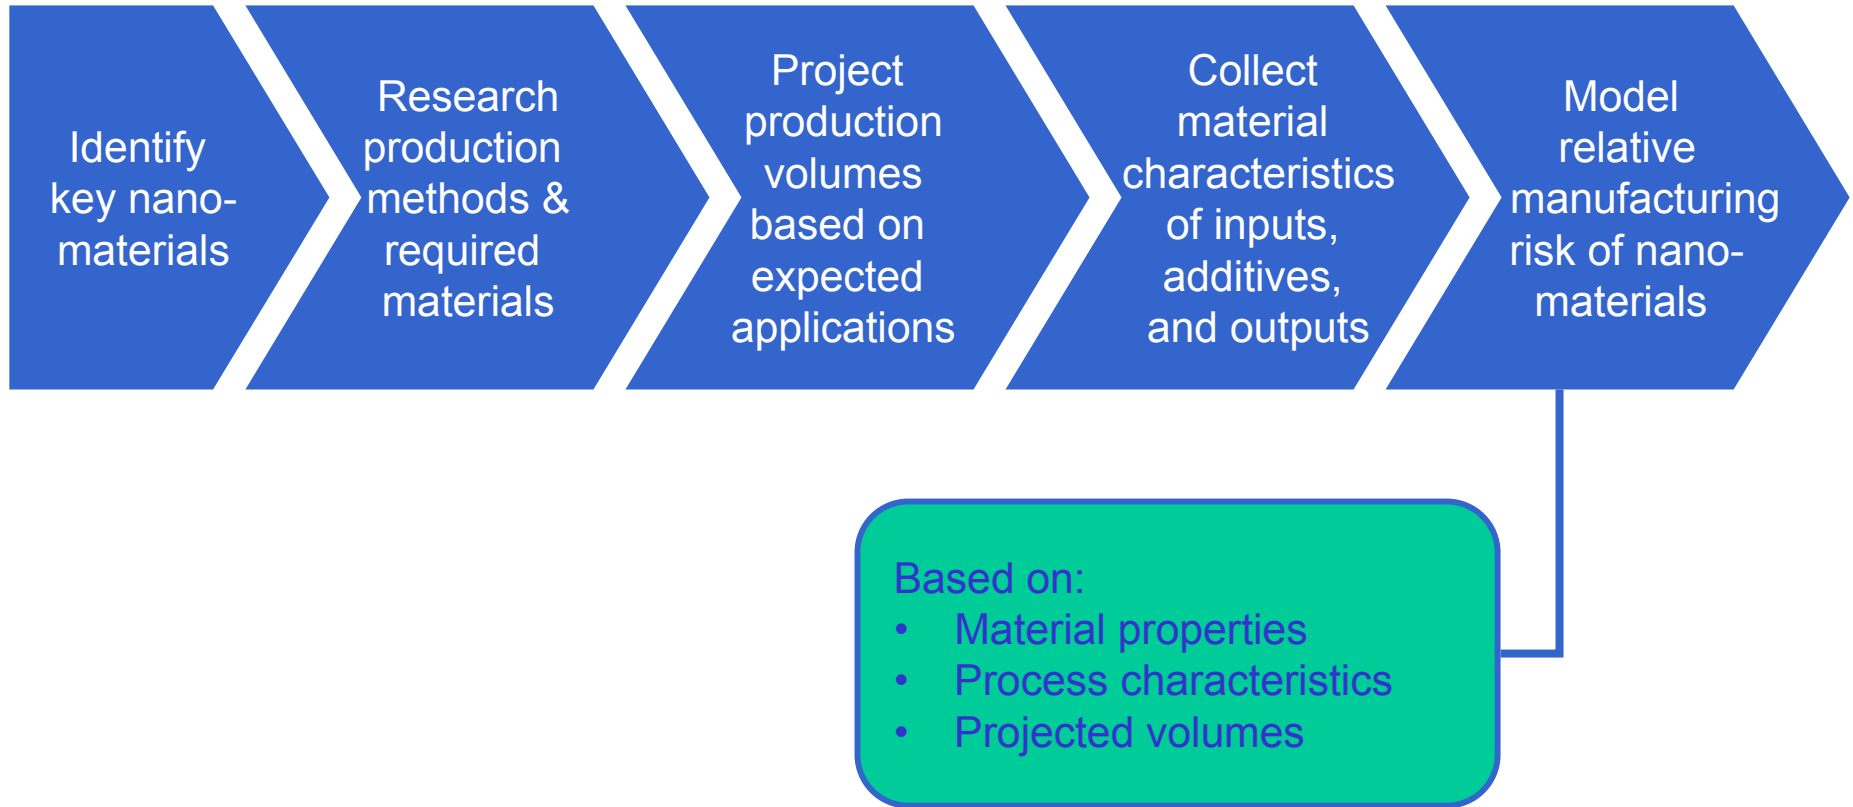 Identify
key nano-
materials
Research
production
methods &
required
materials
Project
production
volumes
based on
expected
applications
Collect
material
characteristics
of inputs,
additives,
and outputs
Model
relative
manufacturing
risk of nano-
materials
Based on:
• Material properties
• Process characteristics
• Projected volumes